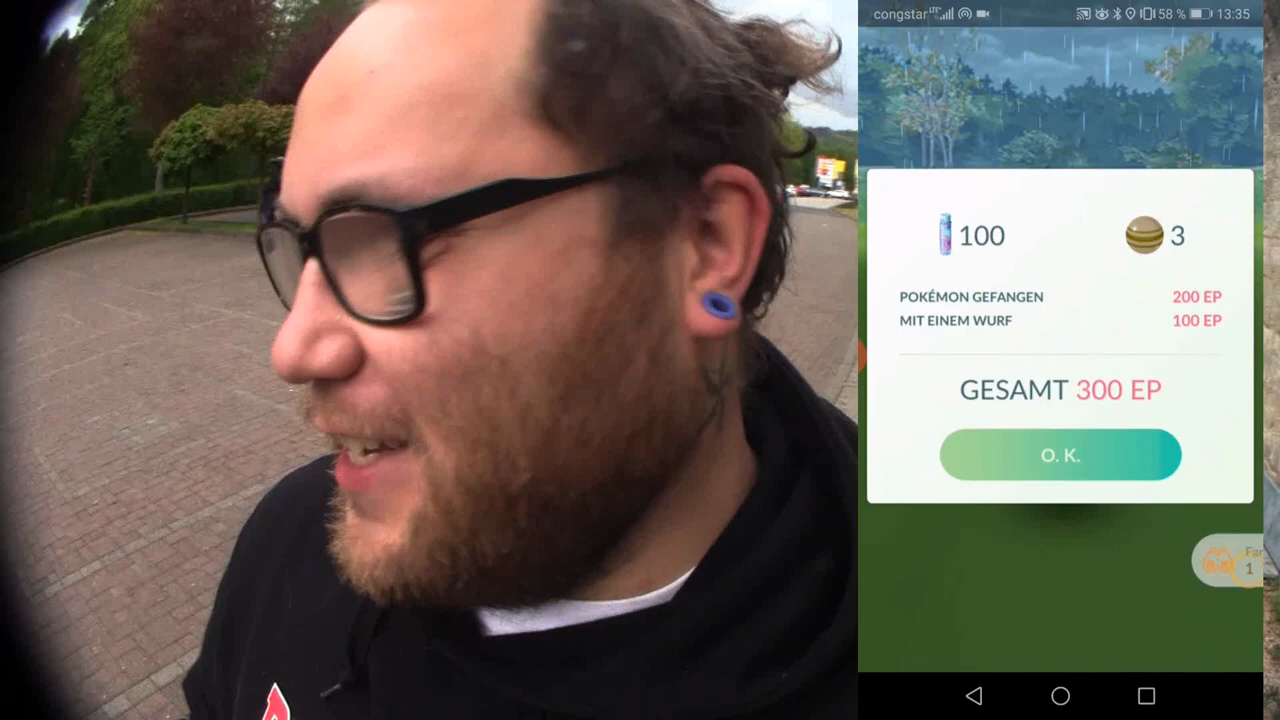 congstar LTE 58 % 13:35
100 3
POKÉMON GEFANGEN 200 EP
MIT EINEM WURF 100 EP
GESAMT 300 EP
O. K.
1